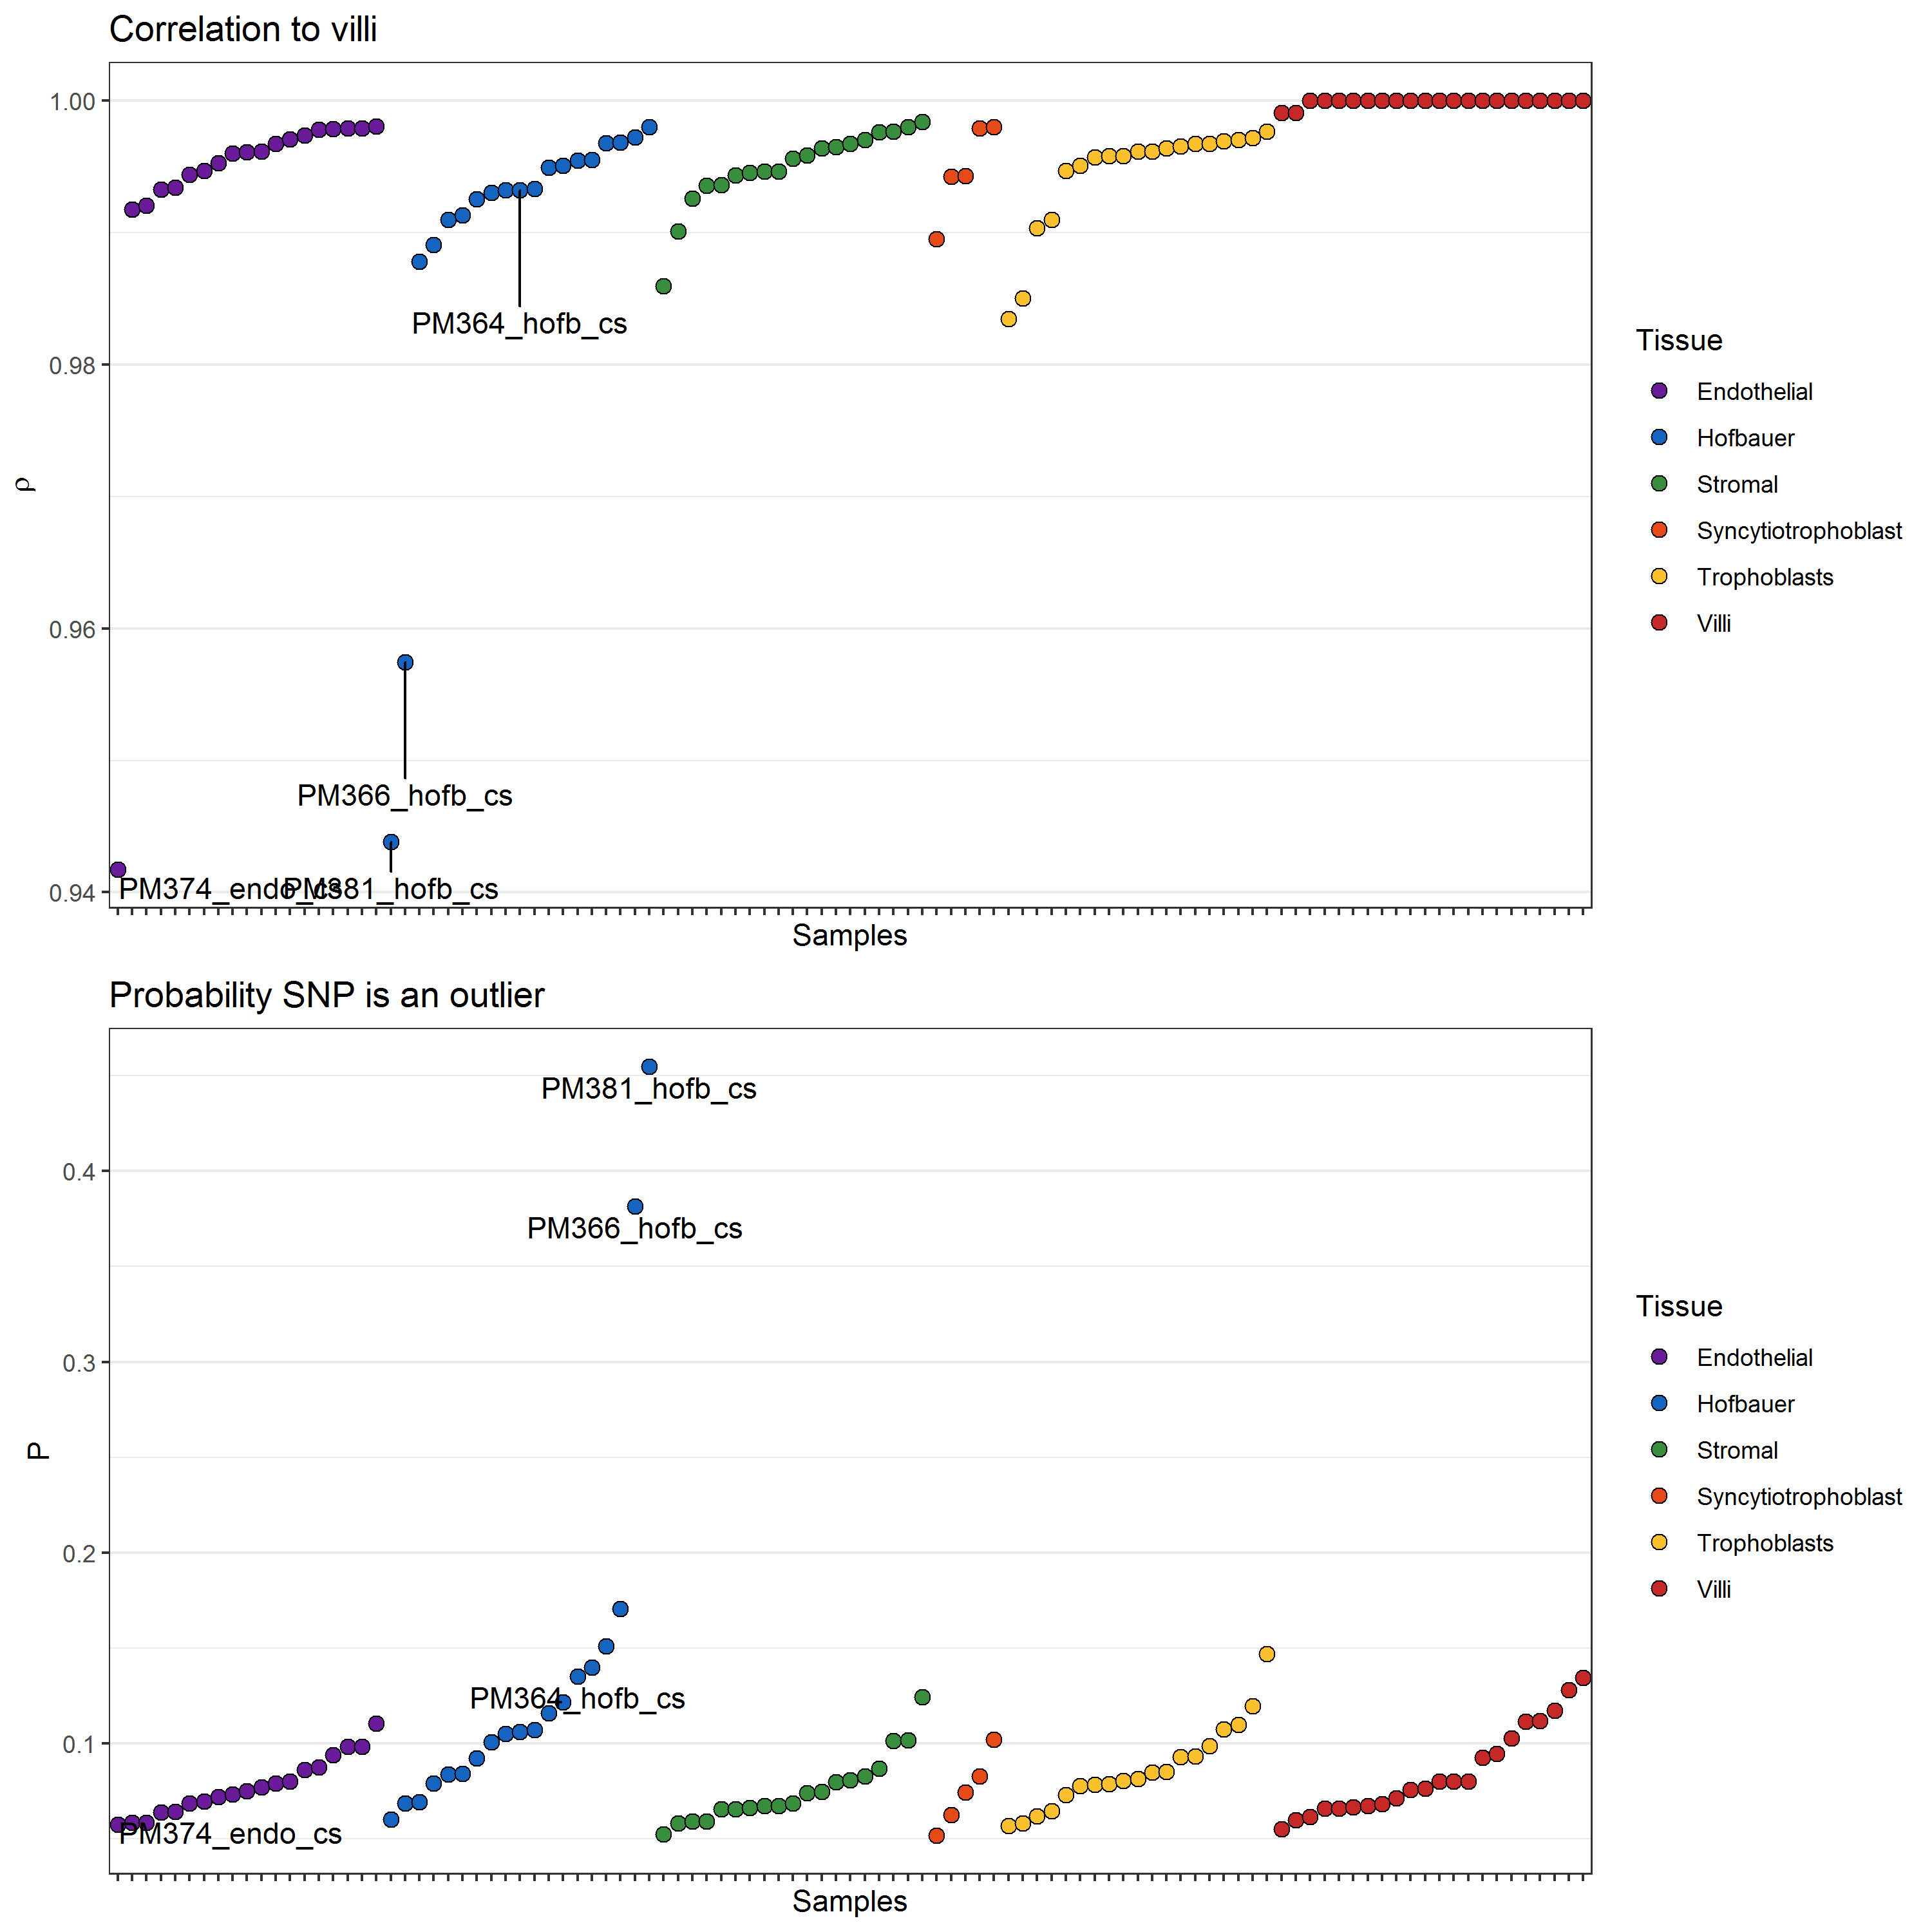 Correlation to villi
1.00
0.98
0.96
0.94
ρ
PM364_hofb_cs
PM366_hofb_cs
PM374_endo_cs
PM381_hofb_cs
Samples
Tissue
Endothelial
Hofbauer
Stromal
Syncytiotrophoblast
Trophoblasts
Villi
Probability SNP is an outlier
0.4
0.3
0.2
0.1
P
PM381_hofb_cs
PM366_hofb_cs
PM364_hofb_cs
PM374_endo_cs
Samples
Tissue
Endothelial
Hofbauer
Stromal
Syncytiotrophoblast
Trophoblasts
Villi